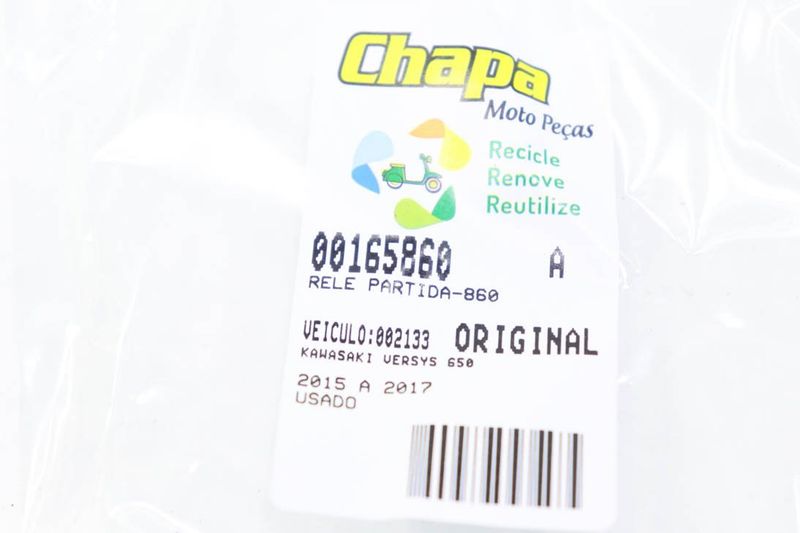 Chapa
Moto Peças
Recicle
Renove
Reutilize
00165860 A
RELE PARTIDA-860
VEICULO:002133 ORIGINAL
KAWASAKI VERSYS 650
2015 A 2017
USADO